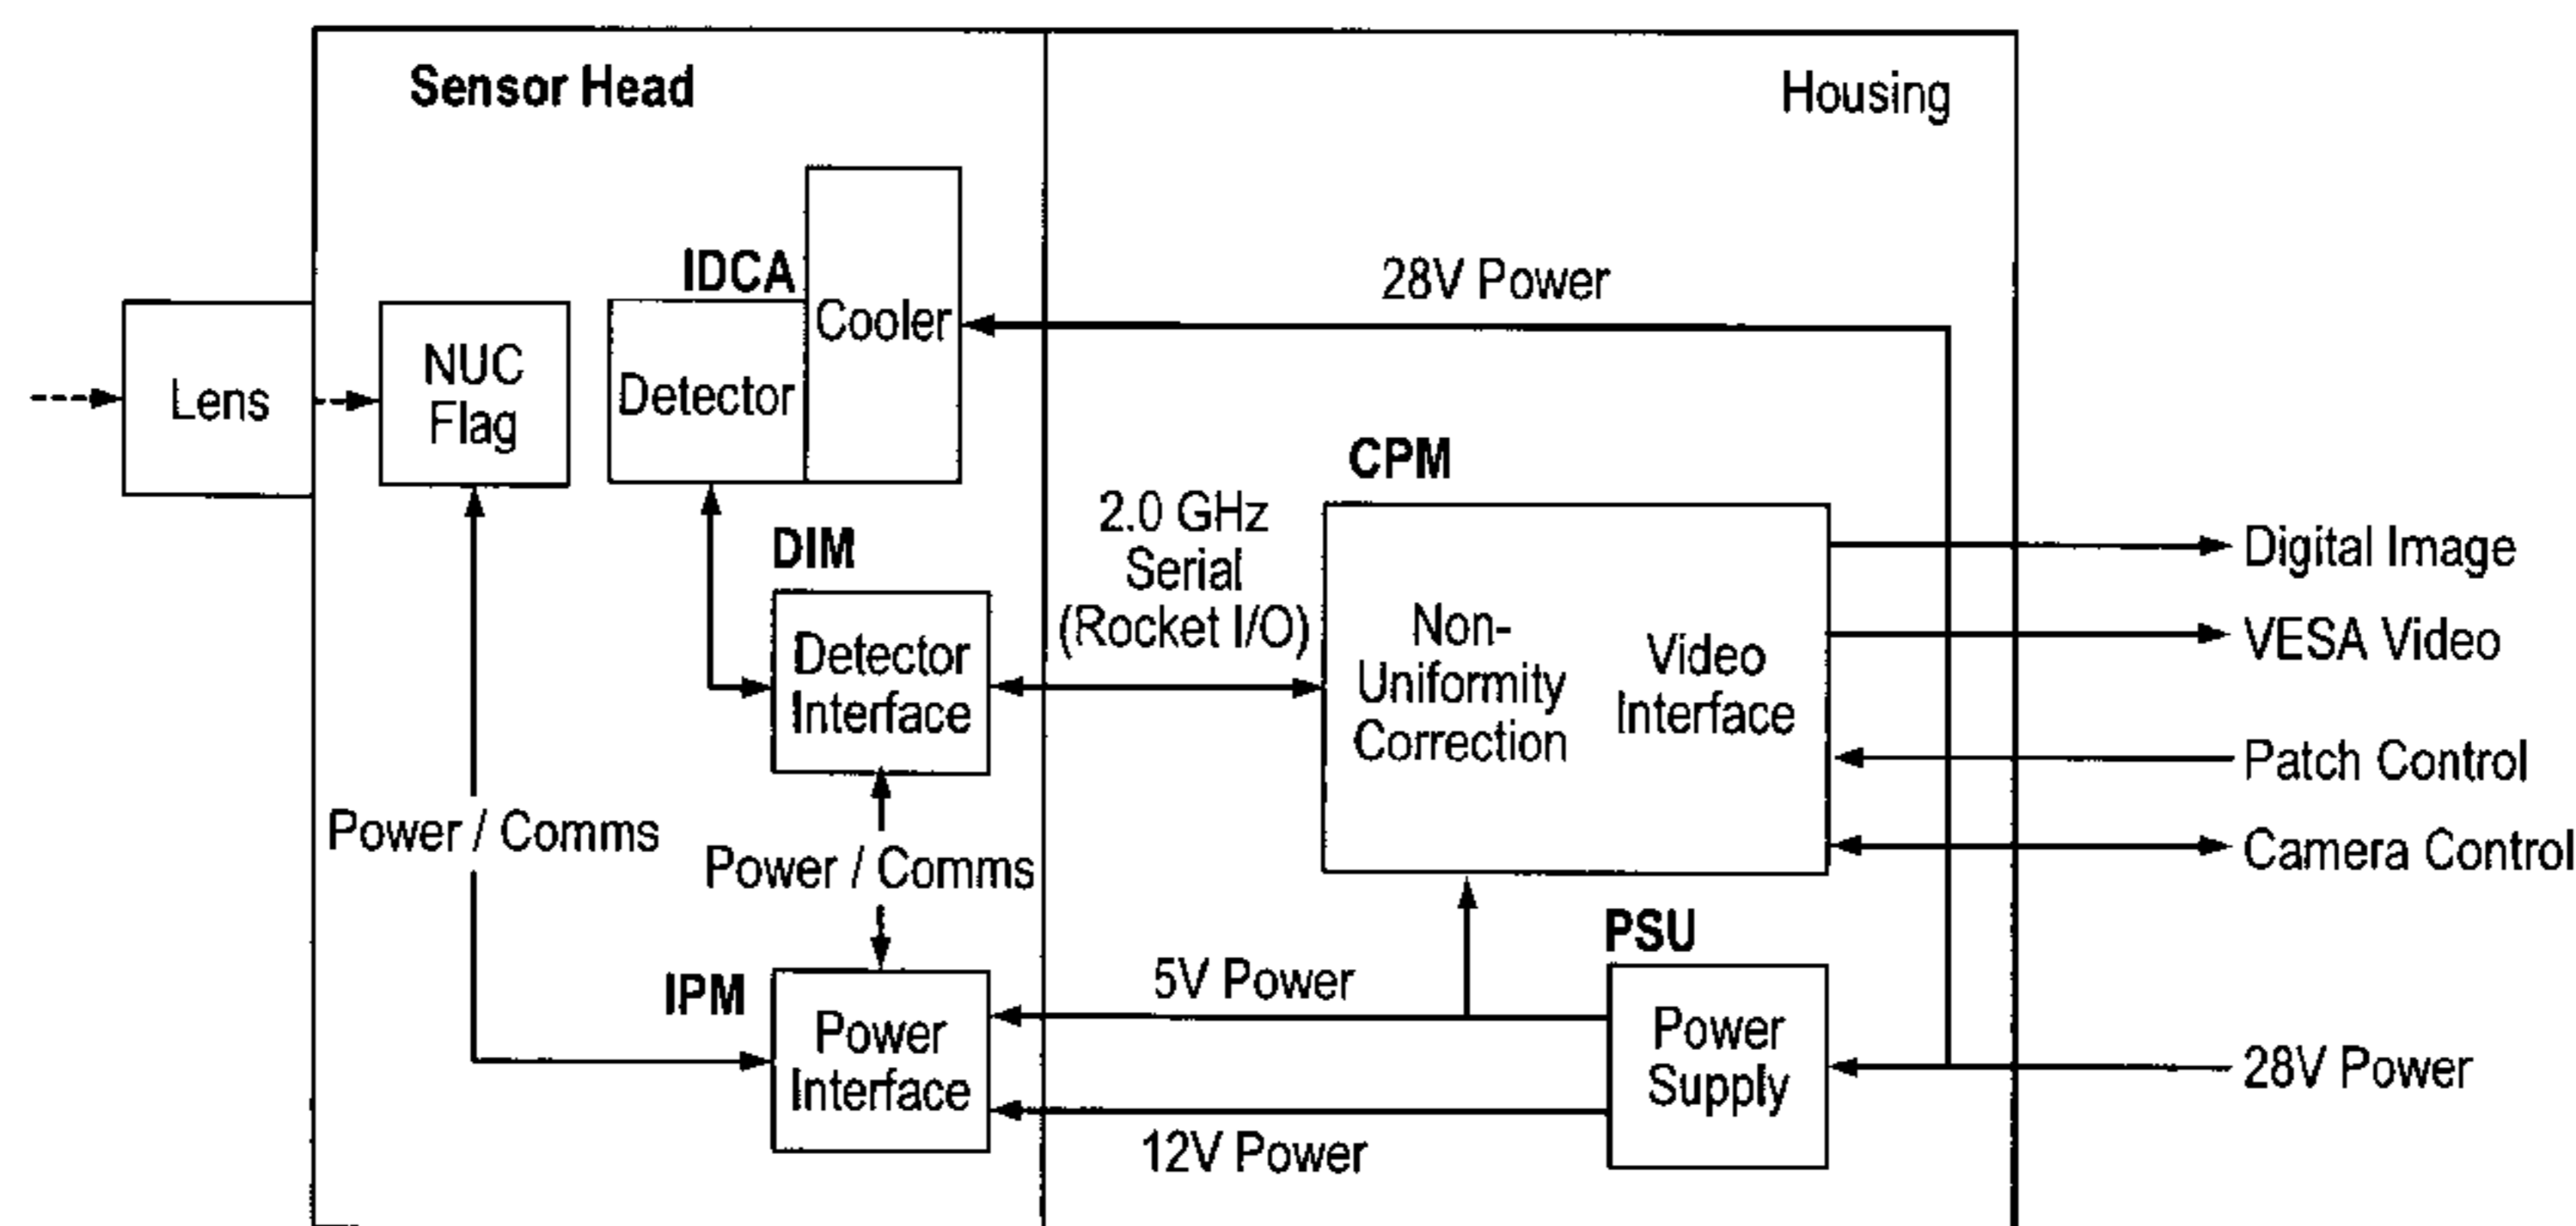 Sensor Head
Housing
IDCA
Cooler
28V Power
Lens
NUC
Flag
Detector
CPM
2.0 GHz
Serial
(Rocket I/O)
DIM
Detector
Interface
Non-
Uniformity
Correction
Video
Interface
Digital Image
VESA Video
Patch Control
Camera Control
Power / Comms
Power / Comms
PSU
IPM
Power
Interface
5V Power
12V Power
Power
Supply
28V Power